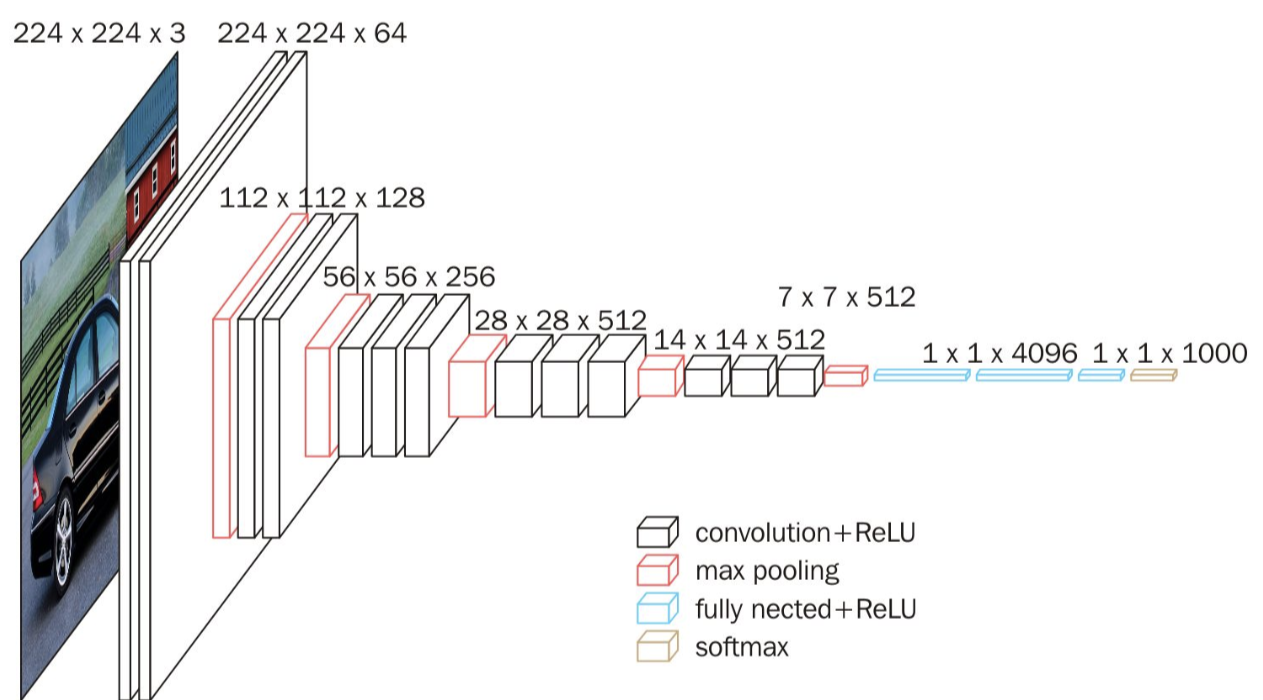 224 x 224 x 3
224 x 224 x 64
112 x 112 x 128
56 x 56 x 256
28 x 28 x 512
14 x 14 x 512
7 x 7 x 512
1 x 1 x 4096
1 x 1 x 1000
convolution+ReLU
max pooling
fully nected+ReLU
softmax